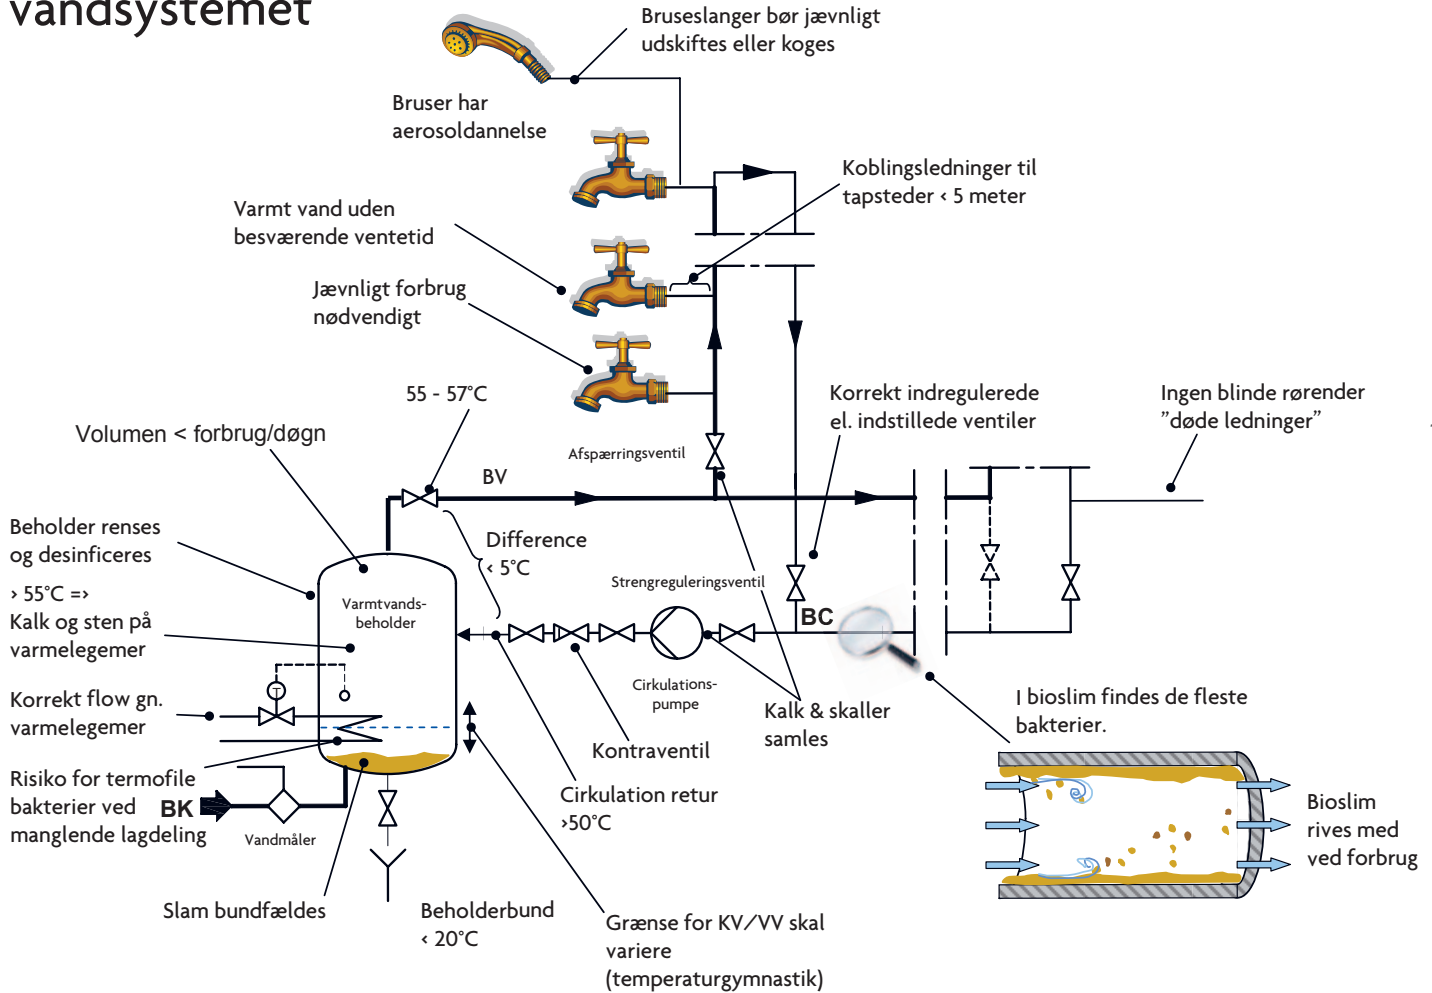 vandsystemet
Bruseslanger bør jævnligt
udskiftes eller koges
Bruser har
aerosoldannelse
Koblingsledninger til
tapsteder < 5 meter
Varmt vand uden
besværende ventetid
Jævnligt forbrug
nødvendigt
55 - 57°C
Korrekt indregulerede
el. indstillede ventiler
Ingen blinde rørender
"døde ledninger"
Volumen < forbrug/døgn
Afspærringsventil
BV
Beholder renses
og desinficeres
Difference
< 5°C
> 55°C =>
Kalk og sten på
varmelegemer
Varmtvands-
beholder
Strengreguleringsventil
BC
T
Korrekt flow gn.
varmelegemer
Cirkulations-
pumpe
Kalk & skaller
samles
I bioslim findes de fleste
bakterier.
Kontraventil
Risiko for termofile
bakterier ved
manglende lagdeling
BK
Vandmåler
Cirkulation retur
>50°C
Bioslim
rives med
ved forbrug
Slam bundfældes
Beholderbund
< 20°C
Grænse for KV/VV skal
variere
(temperaturgymnastik)